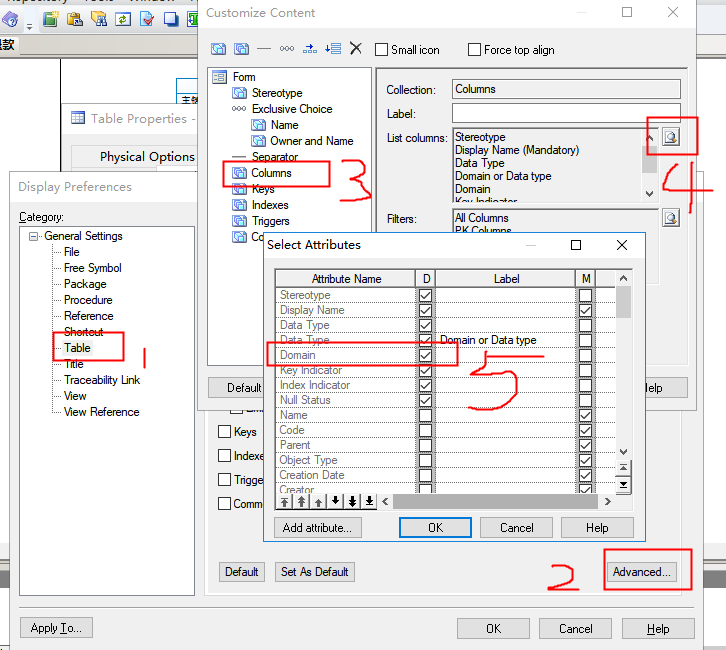 Repository Tools Window
Customize Content
Small icon
Force top align
Form
Stereotype
Exclusive Choice
Name
Owner and Name
Separator
Columns
Keys
Indexes
Triggers
Collection:
Columns
Label:
List columns:
Stereotype
Display Name (Mandatory)
Data Type
Domain or Data type
Domain
Key Indicator
Filters:
All Columns
PK Columns
Default
Help
3
4
Table Properties -
Physical Options
Display Preferences
Category:
General Settings
File
Free Symbol
Package
Procedure
Reference
Shortcut
Table
Title
Traceability Link
View
View Reference
1
Keys
Indexe
Trigge
Comm
Select Attributes
Attribute Name D Label M
Stereotype
Display Name
Data Type
Data Type Domain or Data type
Domain
Key Indicator
Index Indicator
Null Status
Name
Code
Parent
Object Type
Creation Date
Creator
5
Add attribute...
OK
Cancel
Help
Default
Set As Default
2
Advanced...
Apply To...
OK
Cancel
Help